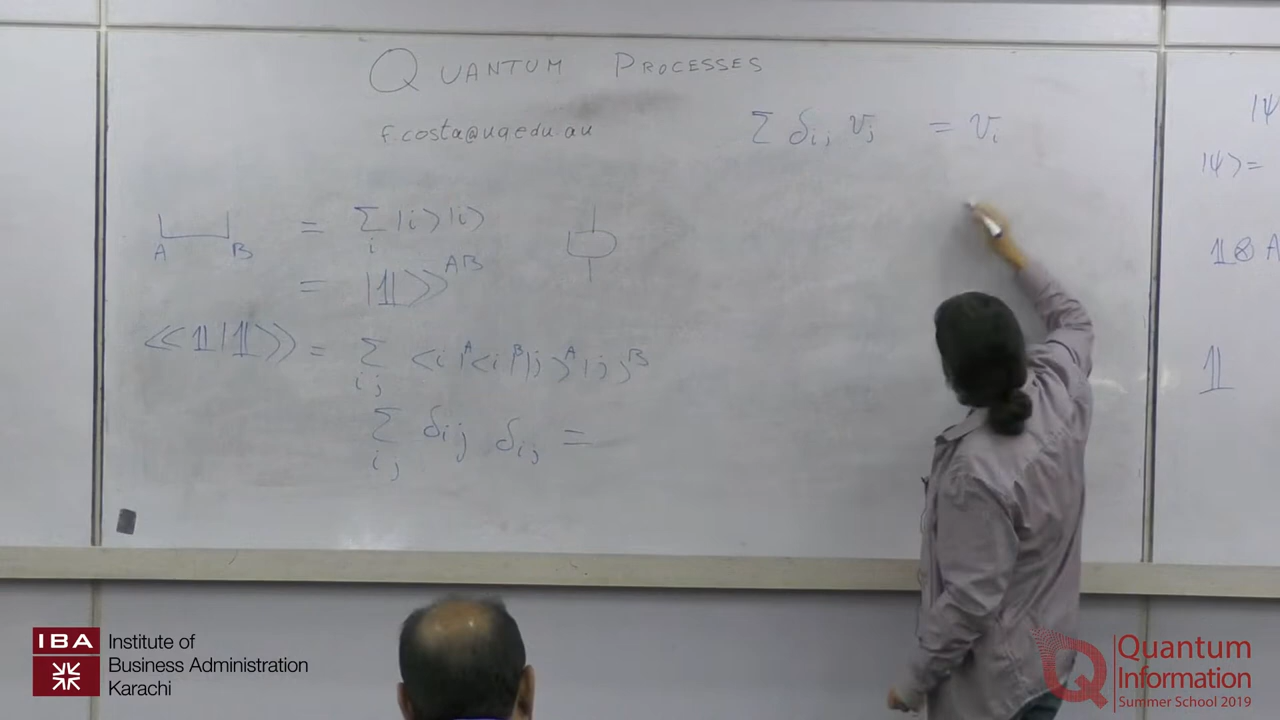 QUANTUM PROCESSES
f.costa@uq.edu.au
Σ δij vj = vi
A B = Σi |i⟩|i⟩
= |𝟙⟩⟩^AB
⟨⟨𝟙|𝟙⟩⟩ = Σij ⟨i|^A⟨i|^B|j⟩^A|j⟩^B
Σij δij δij =
|ψ
|ψ⟩=
𝟙⊗A
𝟙
IBA
Institute of
Business Administration
Karachi
Quantum
Information
Summer School 2019